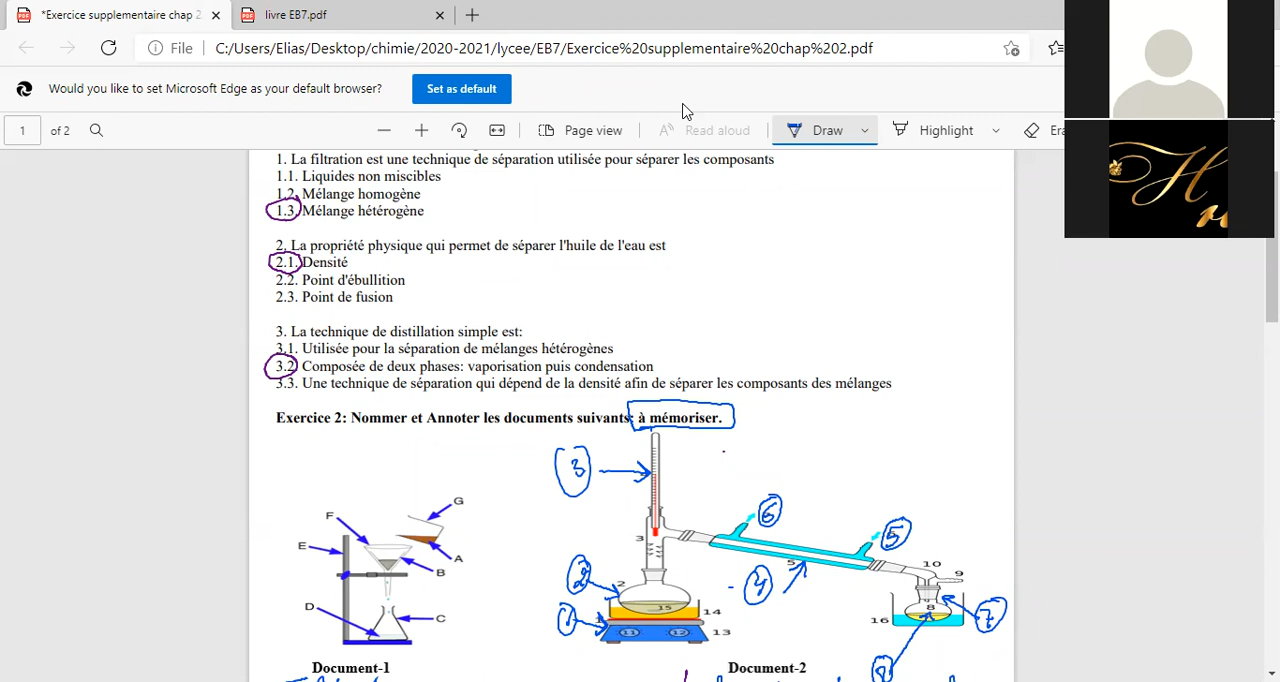 *Exercice supplementaire chap 2.
livre EB7.pdf
File
C:/Users/Elias/Desktop/chimie/2020-2021/lycee/EB7/Exercice%20supplementaire%20chap%202.pdf
Would you like to set Microsoft Edge as your default browser?
Set as default
1 of 2
Page view
Read aloud
Draw
Highlight
Era
1. La filtration est une technique de séparation utilisée pour séparer les composants
1.1. Liquides non miscibles
1.2. Mélange homogène
1.3. Mélange hétérogène
2. La propriété physique qui permet de séparer l'huile de l'eau est
2.1. Densité
2.2. Point d'ébullition
2.3. Point de fusion
3. La technique de distillation simple est:
3.1. Utilisée pour la séparation de mélanges hétérogènes
3.2. Composée de deux phases: vaporisation puis condensation
3.3. Une technique de séparation qui dépend de la densité afin de séparer les composants des mélanges
Exercice 2: Nommer et Annoter les documents suivants: à mémoriser.
3
G
F
6
E
5
3
A
B
10
9
5
2
2
4
D
C
15
14
8
7
1
11
12
13
16
8
Document-1
Document-2